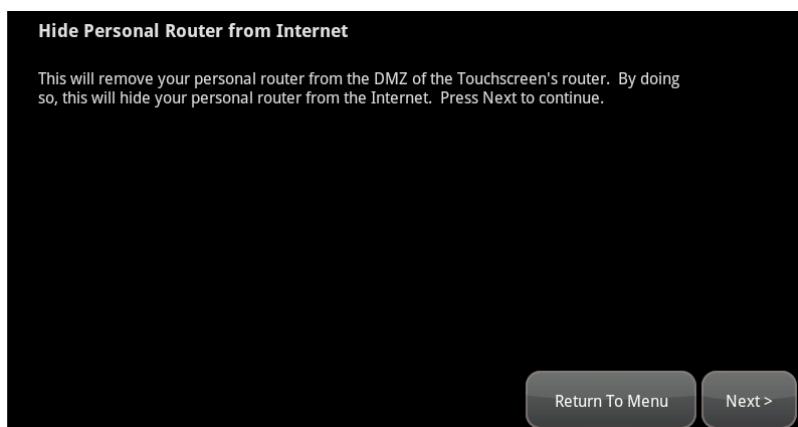 Hide Personal Router from Internet
This will remove your personal router from the DMZ of the Touchscreen's router.  By doing
so, this will hide your personal router from the Internet.  Press Next to continue.
Return To Menu
Next >